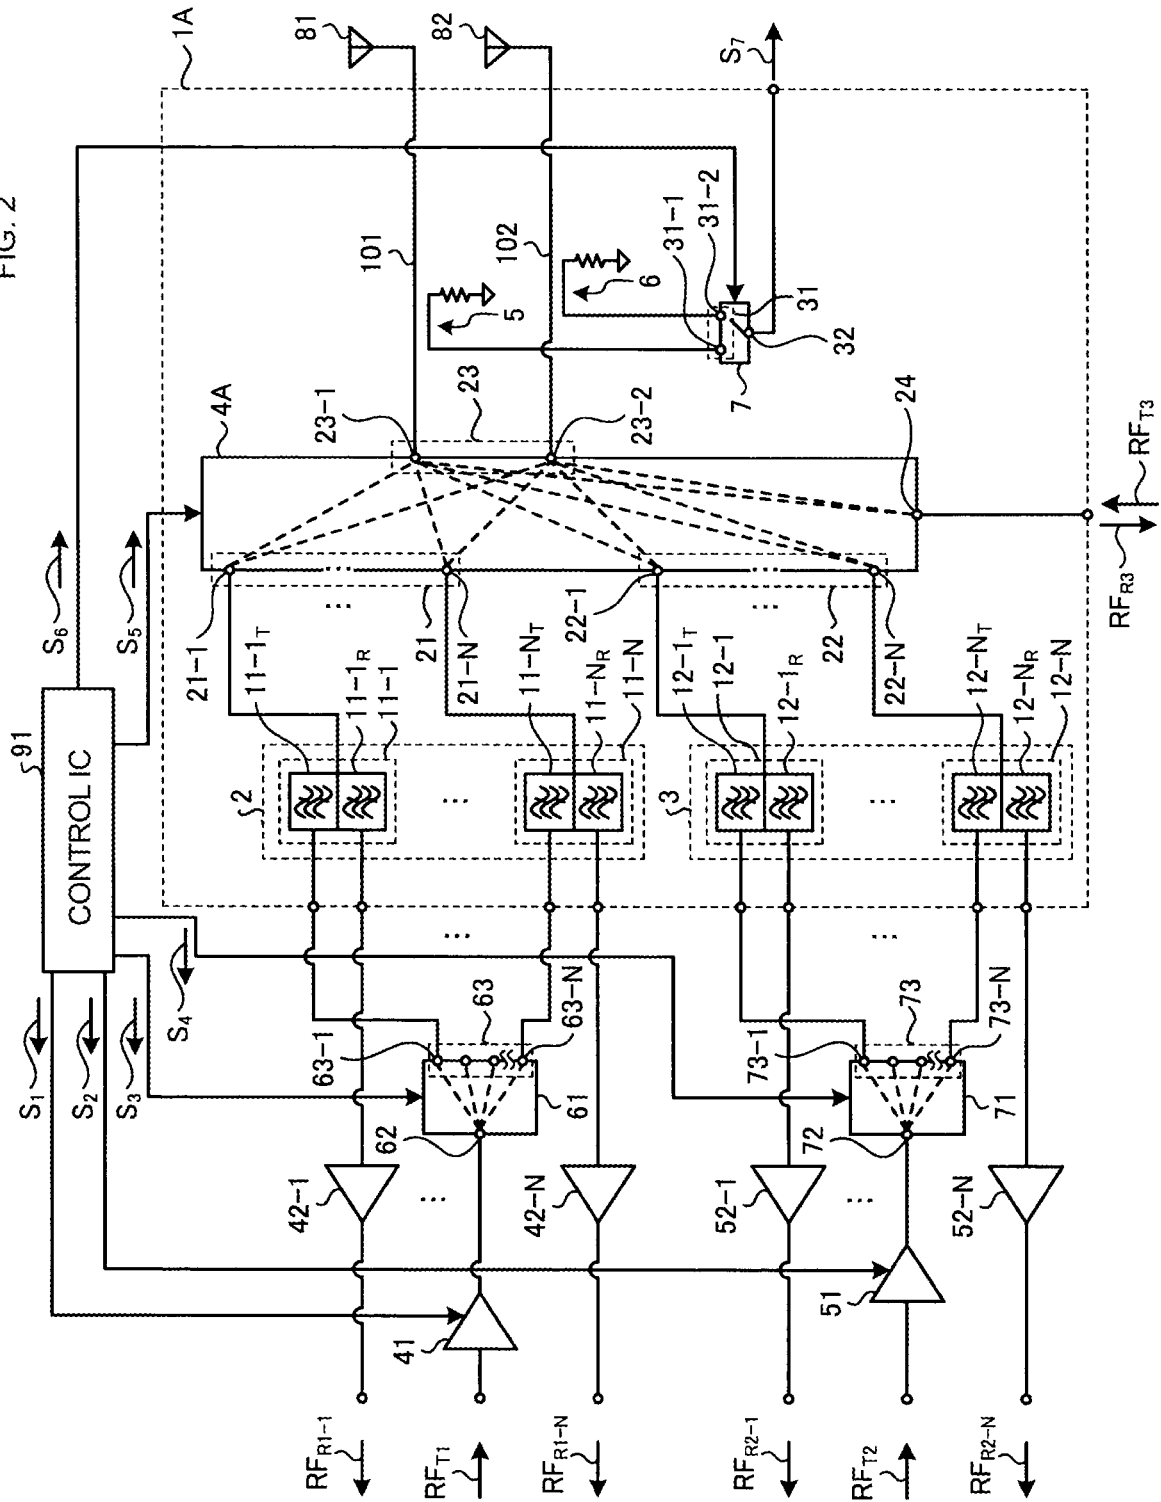 FIG. 2
1A
81
82
S7
S6
S5
101
102
5
6
31-1
31-2
31
32
7
4A
23-1
23
23-2
24
RFT3
RFR3
91
CONTROLIC
21-1
21
21-N
22-1
22
22-N
...
...
...
...
11-1T
11-1R
11-1
11-NT
11-NR
11-N
12-1T
12-1
12-1R
12-NT
12-NR
12-N
2
...
3
...
S1
S2
S3
S4
...
...
63-1
63
63-N
61
62
73-1
73
73-N
71
72
42-1
...
42-N
52-1
...
52-N
41
51
RFR1-1
RFT1
RFR1-N
RFR2-1
RFT2
RFR2-N